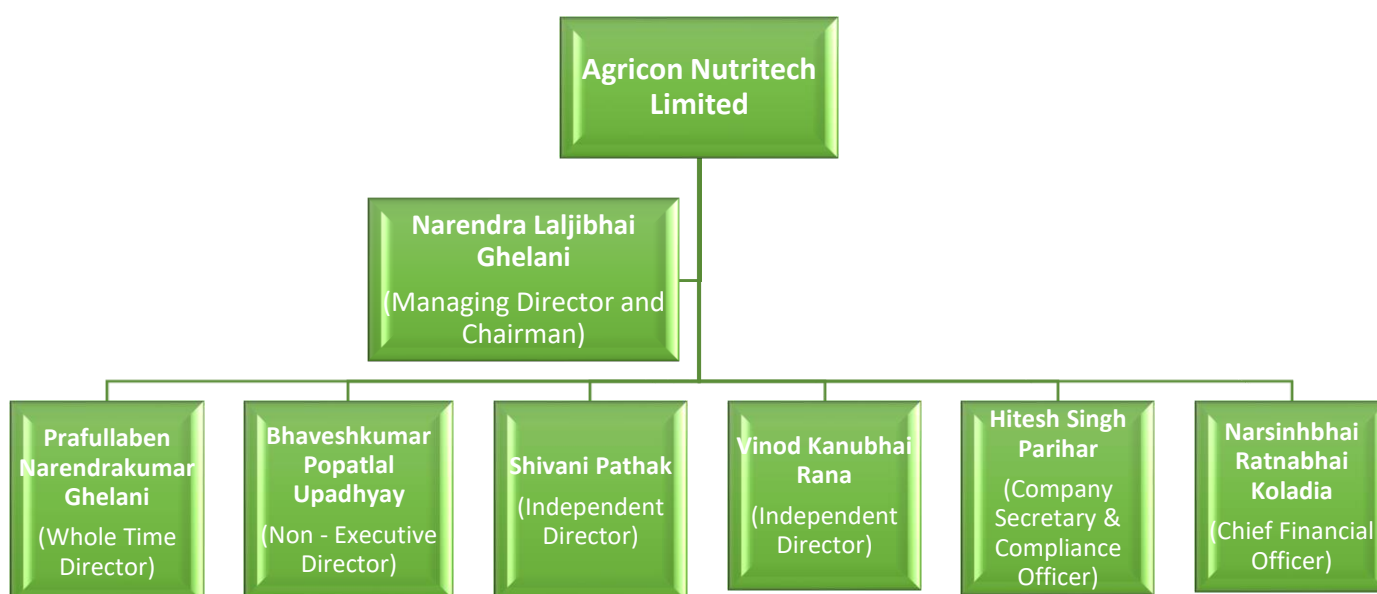 Agricon Nutritech
Limited
Narendra Laljibhai
Ghelani
(Managing Director and
Chairman)
Prafullaben
Narendrakumar
Ghelani
(Whole Time
Director)
Bhaveshkumar
Popatlal
Upadhyay
(Non - Executive
Director)
Shivani Pathak
(Independent
Director)
Vinod Kanubhai
Rana
(Independent
Director)
Hitesh Singh
Parihar
(Company
Secretary &
Compliance
Officer)
Narsinhbhai
Ratnabhai
Koladia
(Chief Financial
Officer)